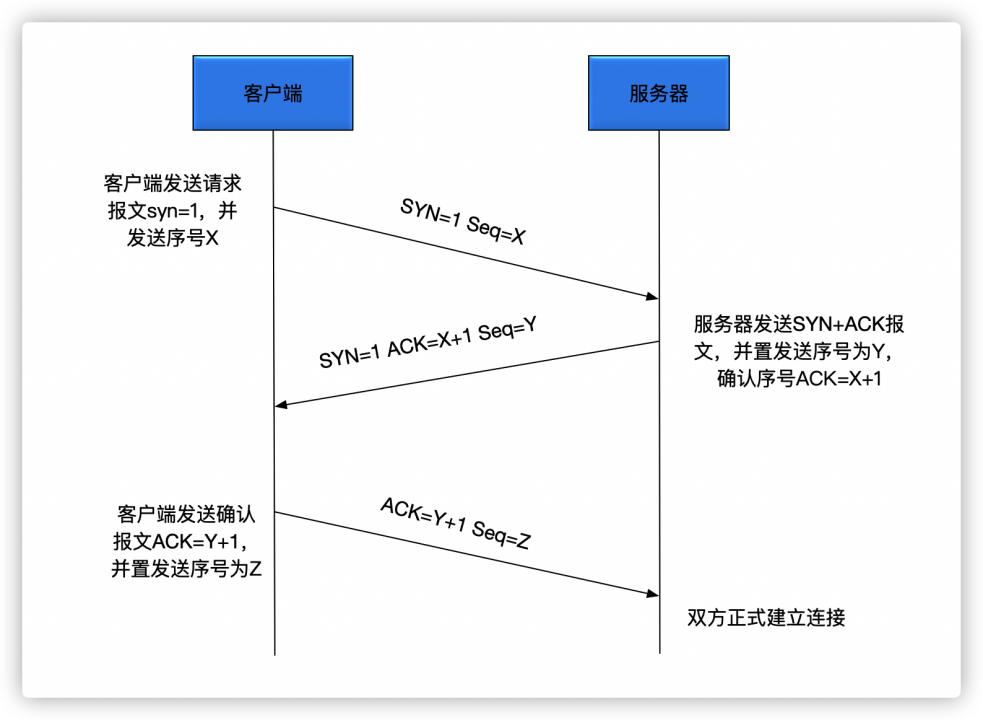 客户端
服务器
客户端发送请求
报文syn=1，并
发送序号X
SYN=1 Seq=X
SYN=1 ACK=X+1 Seq=Y
服务器发送SYN+ACK报
文，并置发送序号为Y，
确认序号ACK=X+1
客户端发送确认
报文ACK=Y+1，
并置发送序号为Z
ACK=Y+1 Seq=Z
双方正式建立连接